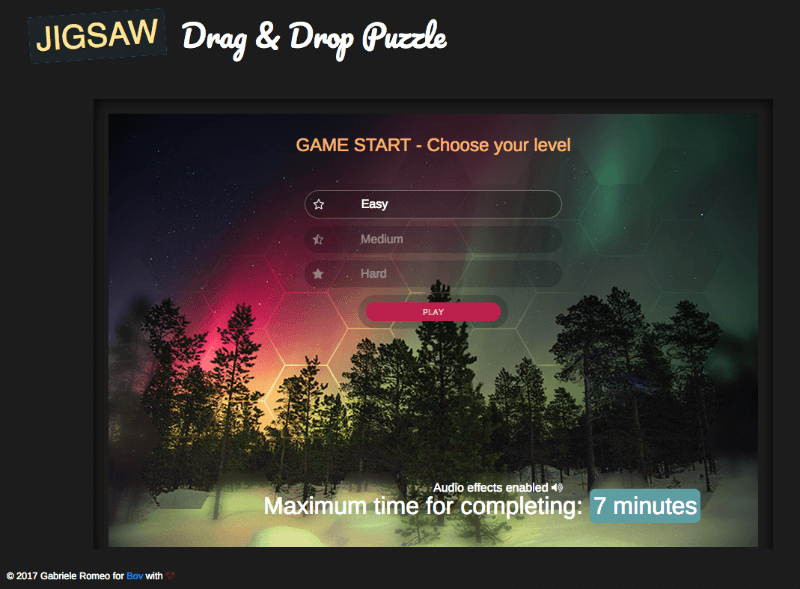 JIGSAW Drag & Drop Puzzle
GAME START - Choose your level
Easy
Medium
Hard
PLAY
Audio effects enabled
Maximum time for completing: 7 minutes
© 2017 Gabriele Romeo for Bov with